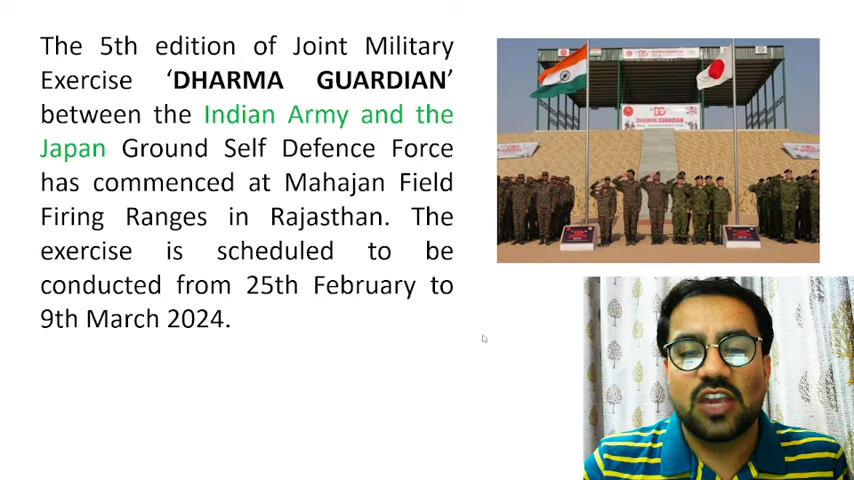 The 5th edition of Joint Military
Exercise ‘DHARMA GUARDIAN’
between the Indian Army and the
Japan Ground Self Defence Force
has commenced at Mahajan Field
Firing Ranges in Rajasthan. The
exercise is scheduled to be
conducted from 25th February to
9th March 2024.
DHARMA GUARDIAN